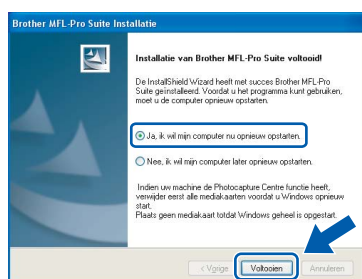 Brother MFL-Pro Suite Installatie
Installatie van Brother MFL-Pro Suite voltooid!
De InstallShield Wizard heeft met succes Brother MFL-Pro
Suite geïnstalleerd. Voordat u het programma kunt gebruiken,
moet u de computer opnieuw opstarten.
Ja, ik wil mijn computer nu opnieuw opstarten.
Nee, ik wil mijn computer later opnieuw opstarten.
Indien uw machine de Photocapture Centre functie heeft,
verwijder eerst alle mediakaarten voordat u Windows opnieuw
start.
Plaats geen mediakaart totdat Windows geheel is opgestart.
< Vorige
Voltooien
Annuleren